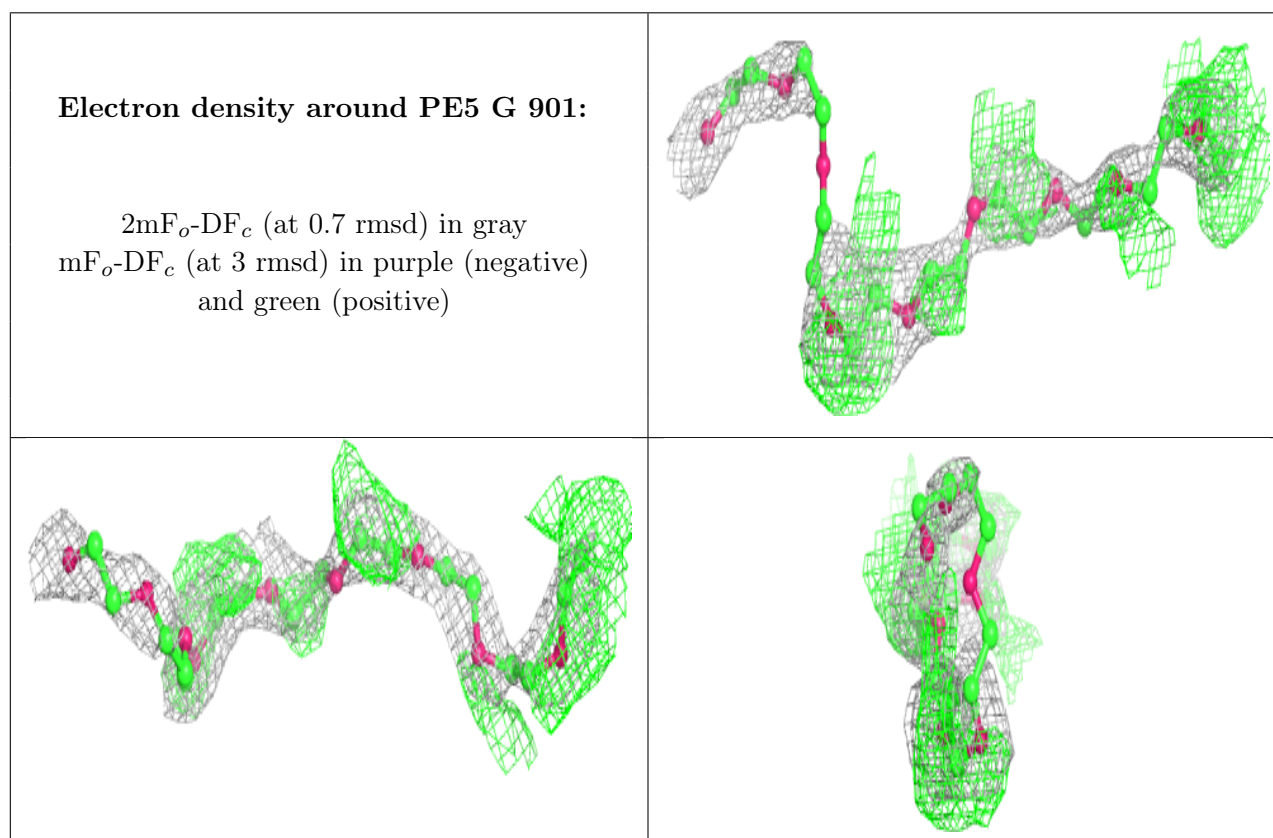 Electron density around PE5 G 901:
2mFₒ-DF𝒸 (at 0.7 rmsd) in gray
mFₒ-DF𝒸 (at 3 rmsd) in purple (negative)
and green (positive)